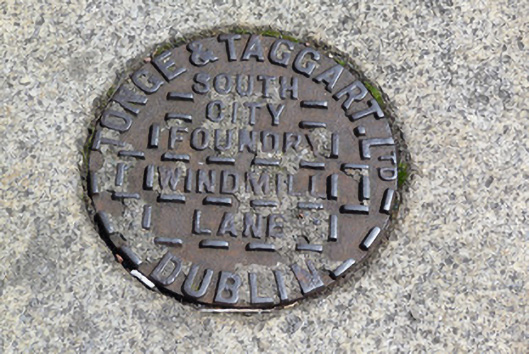 TONGE & TAGGART. LTD
SOUTH
CITY
FOUNDRY
WINDMILL
LANE
DUBLIN